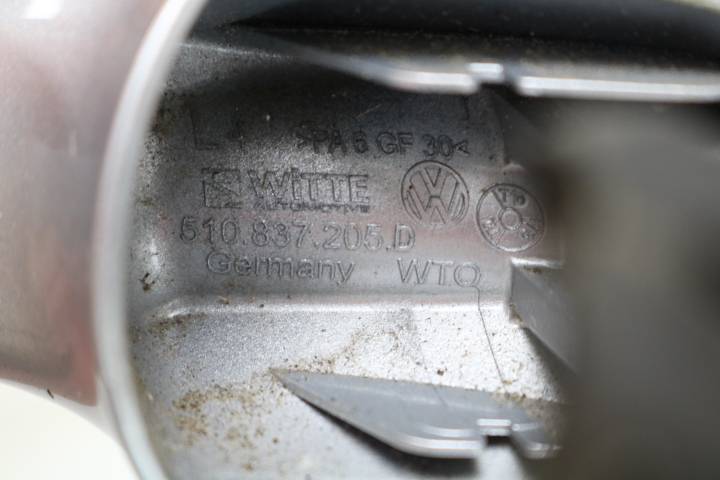 L >PA 6 GF 30<
WiTTE
AUTOMOTIVE
510.837.205.D
Germany WTO